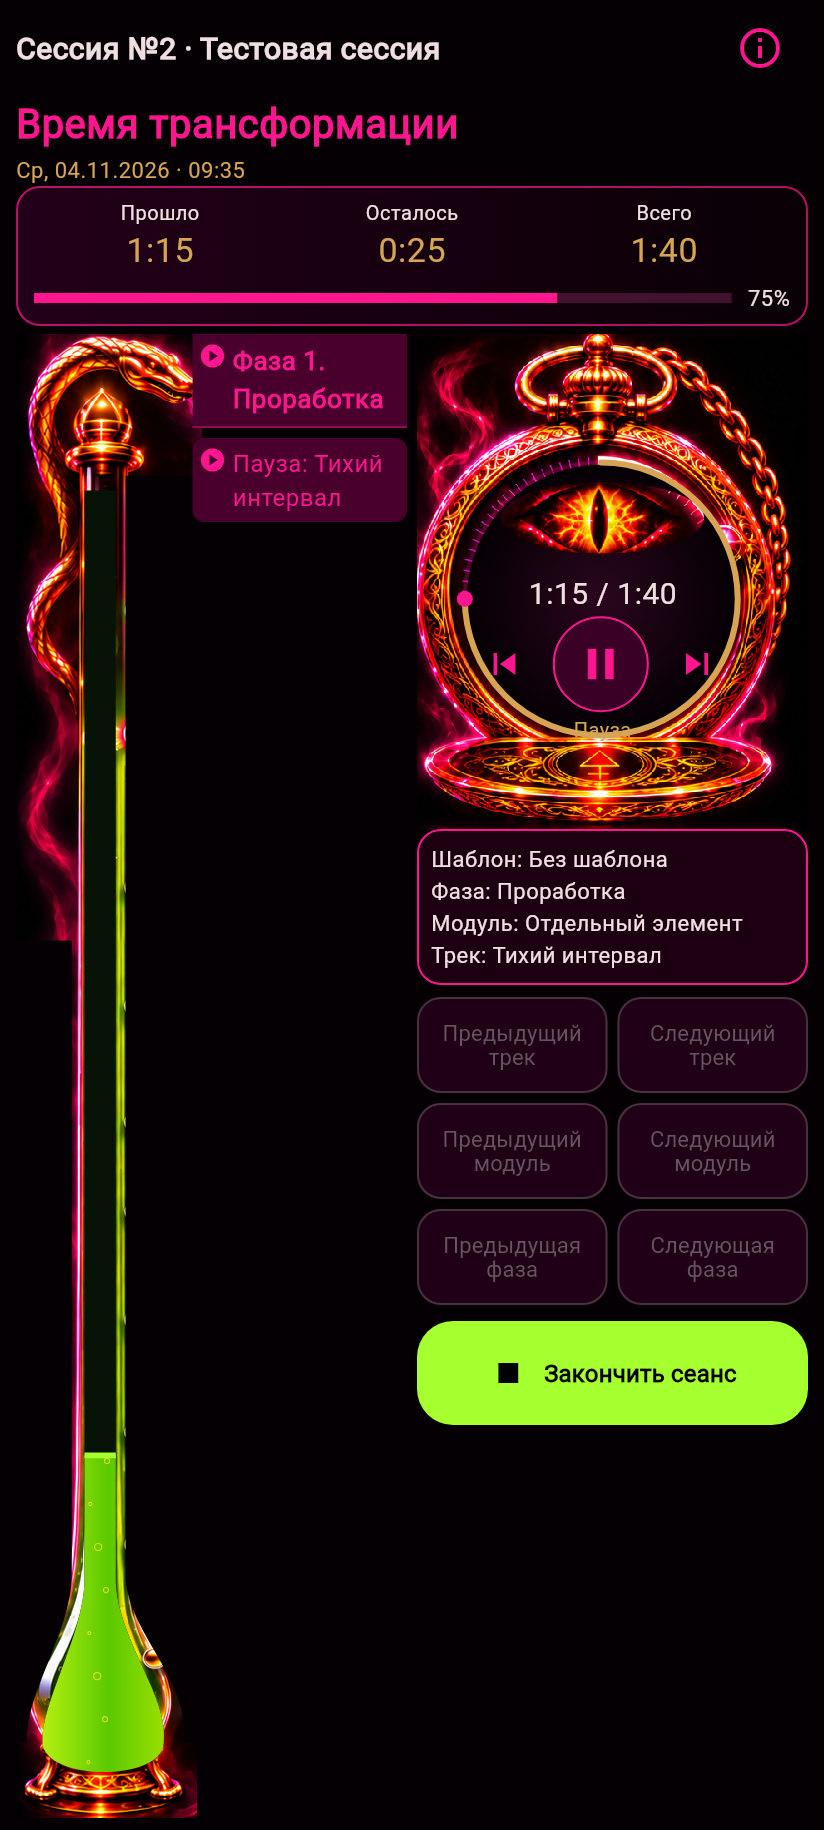 Сессия №2 · Тестовая сессия
Время трансформации
Ср, 04.11.2026 · 09:35
Прошло Осталось Всего
1:15 0:25 1:40
75%
Фаза 1.
Проработка
Пауза: Тихий
интервал
1:15 / 1:40
Пауза
Шаблон: Без шаблона
Фаза: Проработка
Модуль: Отдельный элемент
Трек: Тихий интервал
Предыдущий
трек
Следующий
трек
Предыдущий
модуль
Следующий
модуль
Предыдущая
фаза
Следующая
фаза
Закончить сеанс